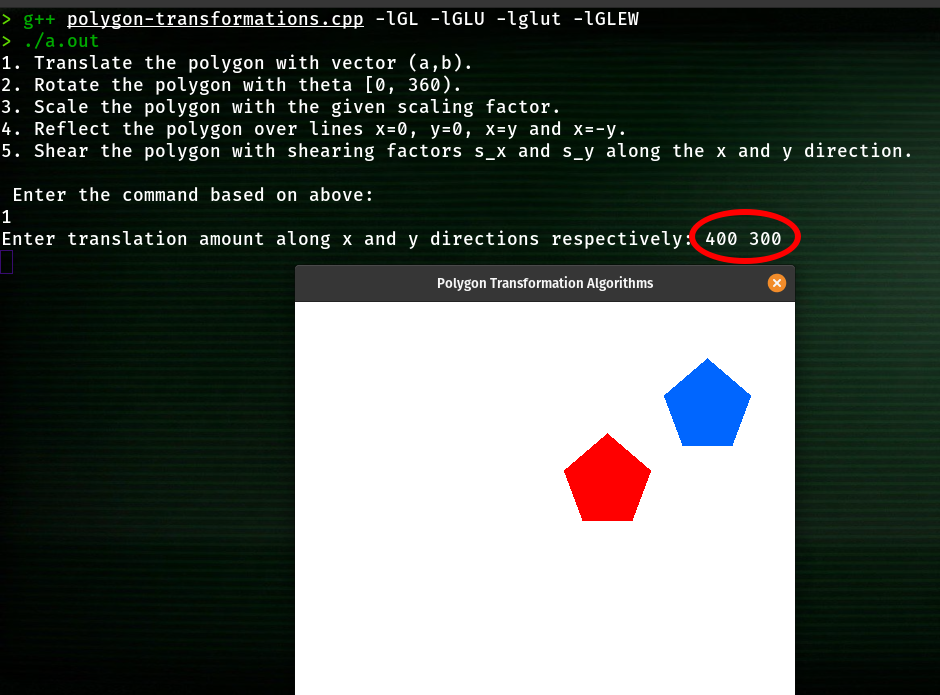 > g++ polygon-transformations.cpp -lGL -lGLU -lglut -lGLEW
> ./a.out
1. Translate the polygon with vector (a,b).
2. Rotate the polygon with theta [0, 360).
3. Scale the polygon with the given scaling factor.
4. Reflect the polygon over lines x=0, y=0, x=y and x=-y.
5. Shear the polygon with shearing factors s_x and s_y along the x and y direction.
Enter the command based on above:
1
Enter translation amount along x and y directions respectively: 400 300
Polygon Transformation Algorithms